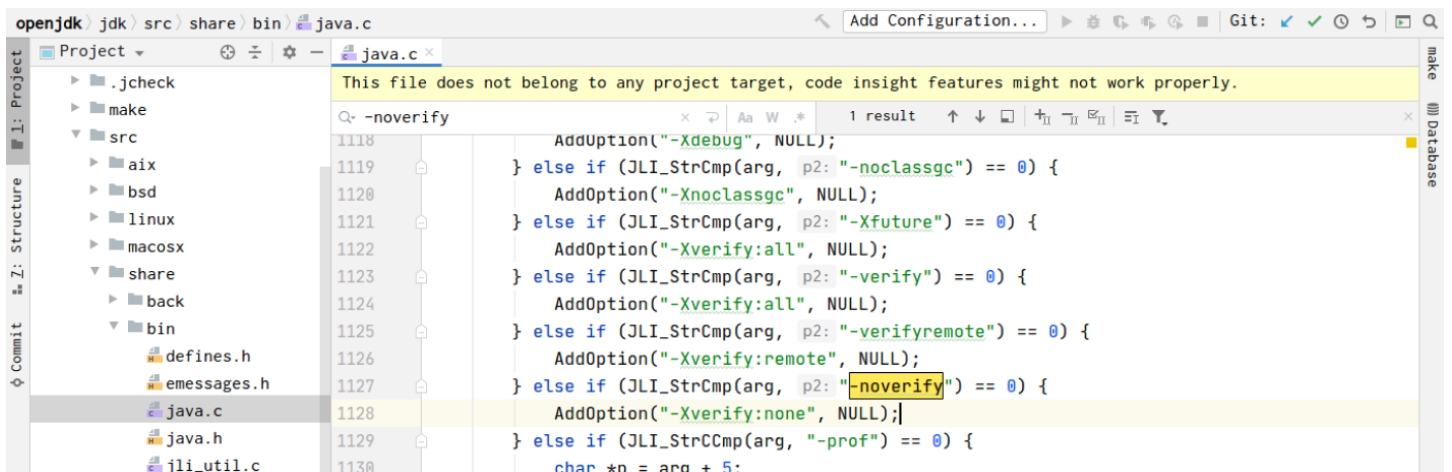 openjdk 〉 jdk 〉 src 〉 share 〉 bin 〉 java.c
Add Configuration...
Git:
Project
java.c ×
1: Project
Z: Structure
Commit
.jcheck
make
src
aix
bsd
linux
macosx
share
back
bin
defines.h
emessages.h
java.c
java.h
jli_util.c
This file does not belong to any project target, code insight features might not work properly.
-noverify
Aa W .* 1 result
1118 AddOption("-Xdebug", NULL);
1119 } else if (JLI_StrCmp(arg, p2: "-noclassgc") == 0) {
1120 AddOption("-Xnoclassgc", NULL);
1121 } else if (JLI_StrCmp(arg, p2: "-Xfuture") == 0) {
1122 AddOption("-Xverify:all", NULL);
1123 } else if (JLI_StrCmp(arg, p2: "-verify") == 0) {
1124 AddOption("-Xverify:all", NULL);
1125 } else if (JLI_StrCmp(arg, p2: "-verifyremote") == 0) {
1126 AddOption("-Xverify:remote", NULL);
1127 } else if (JLI_StrCmp(arg, p2: "-noverify") == 0) {
1128 AddOption("-Xverify:none", NULL);
1129 } else if (JLI_StrCCmp(arg, "-prof") == 0) {
1130 char *p = arg + 5;
make
Database